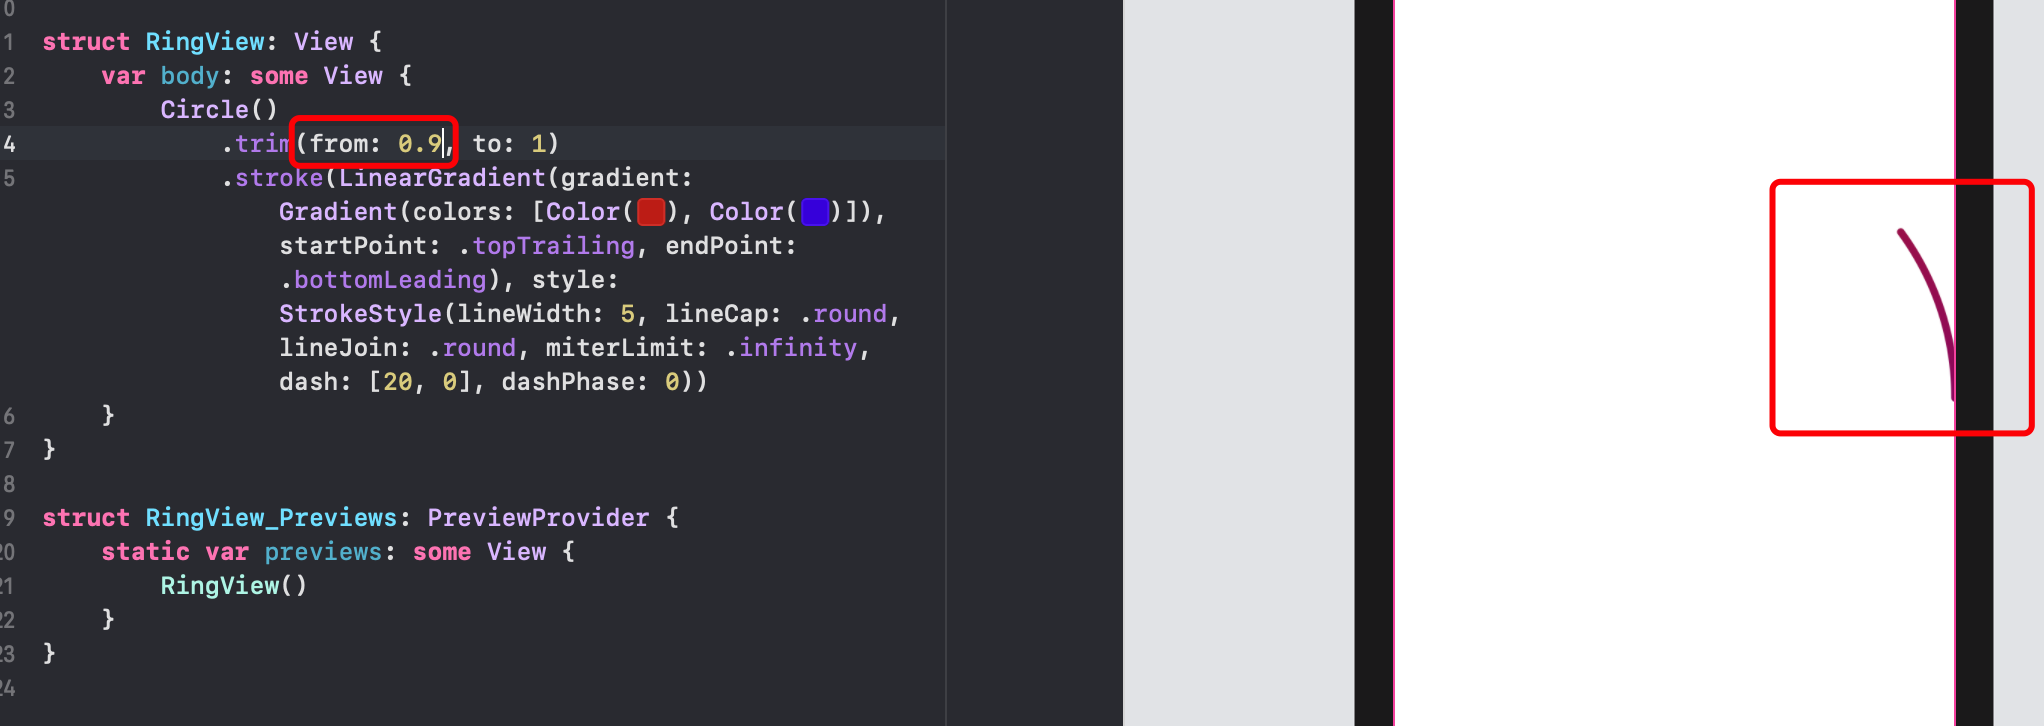 0
1 struct RingView: View {
2 var body: some View {
3 Circle()
4 .trim(from: 0.9, to: 1)
5 .stroke(LinearGradient(gradient:
Gradient(colors: [Color(), Color()]),
startPoint: .topTrailing, endPoint:
.bottomLeading), style:
StrokeStyle(lineWidth: 5, lineCap: .round,
lineJoin: .round, miterLimit: .infinity,
dash: [20, 0], dashPhase: 0))
6 }
7 }
8
9 struct RingView_Previews: PreviewProvider {
20 static var previews: some View {
21 RingView()
22 }
23 }
24